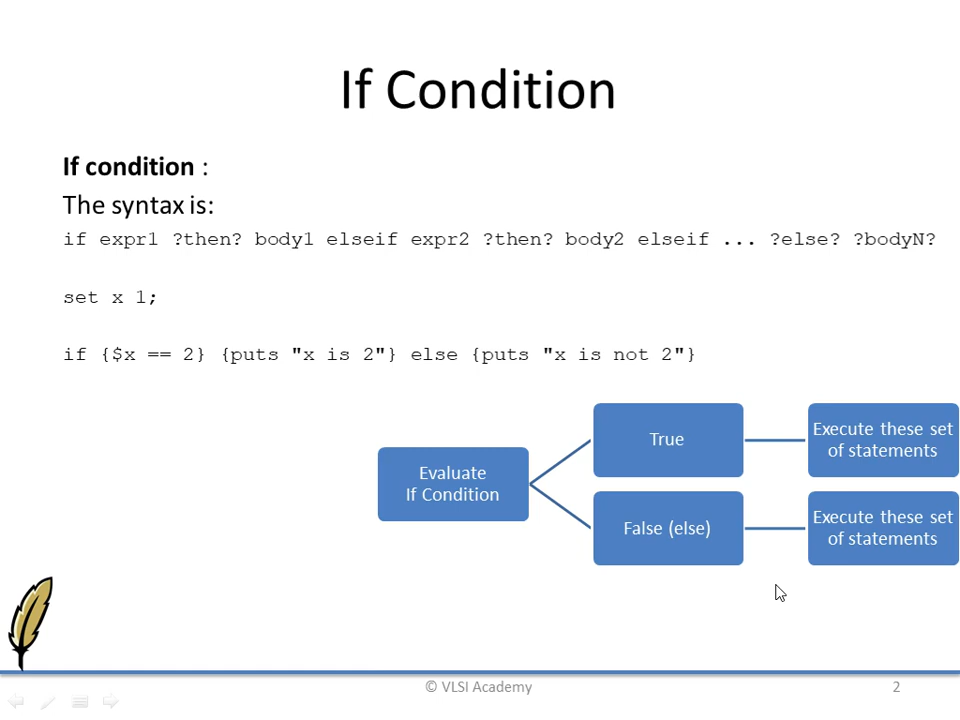 If Condition
If condition :
The syntax is:
if expr1 ?then? body1 elseif expr2 ?then? body2 elseif ... ?else? ?bodyN?
set x 1;
if {$x == 2} {puts "x is 2"} else {puts "x is not 2"}
Evaluate
If Condition
True
Execute these set
of statements
False (else)
Execute these set
of statements
© VLSI Academy
2